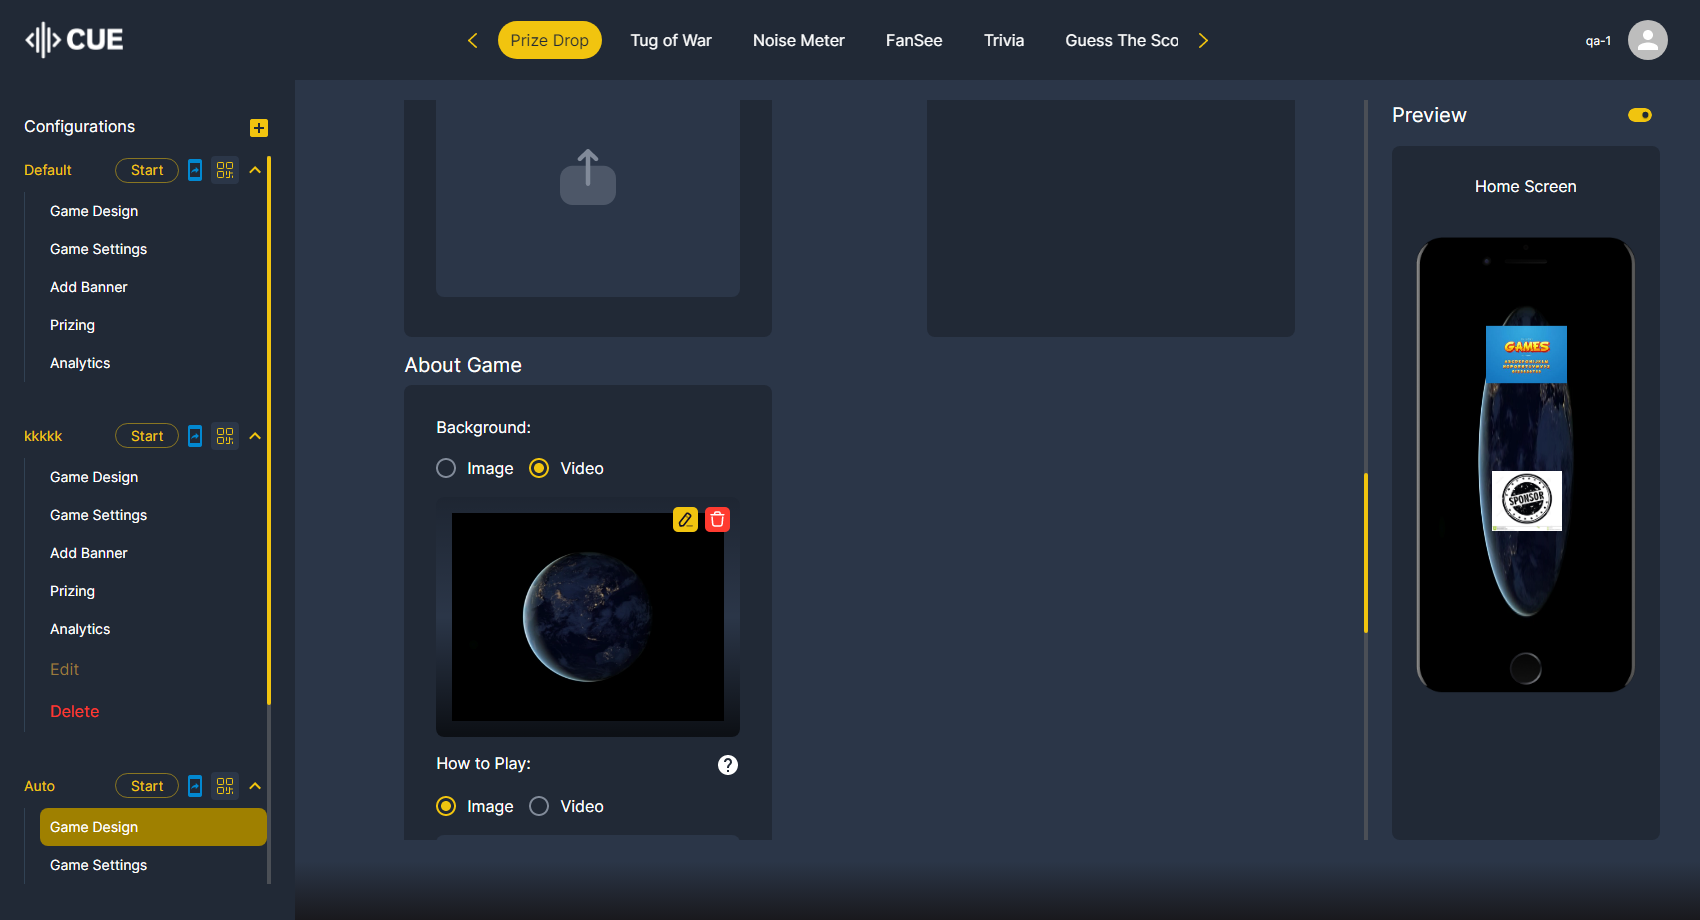 CUE
Prize Drop
Tug of War
Noise Meter
FanSee
Trivia
Guess The Sco
qa-1
Configurations
Default
Start
Game Design
Game Settings
Add Banner
Prizing
Analytics
kkkkk
Start
Game Design
Game Settings
Add Banner
Prizing
Analytics
Edit
Delete
Auto
Start
Game Design
Game Settings
About Game
Background:
Image
Video
How to Play:
Image
Video
Preview
Home Screen
GAMES
SPONSOR